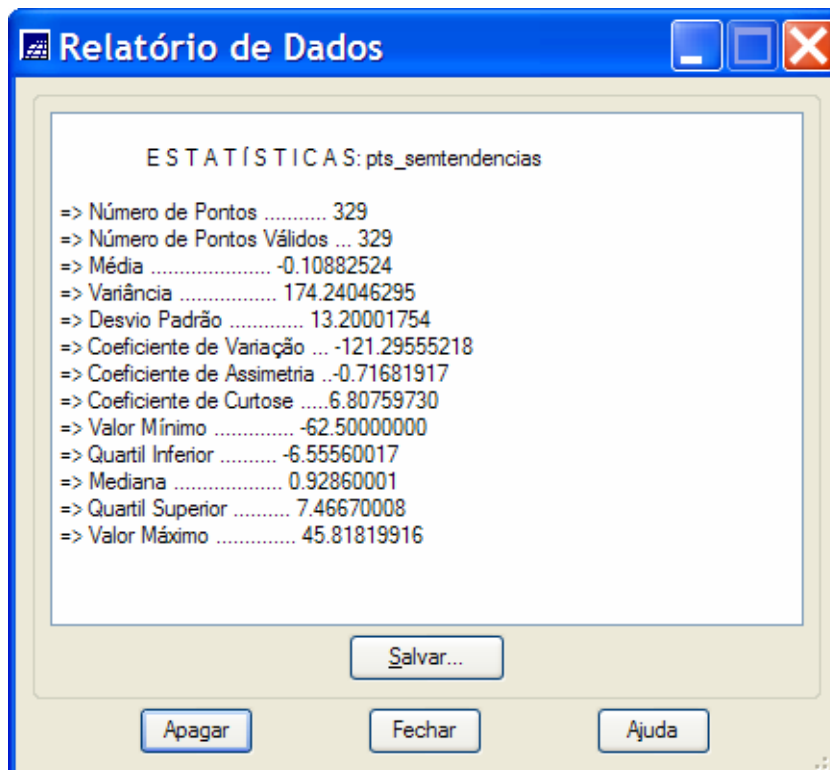 Relatório de Dados
E S T A T Í S T I C A S: pts_semtendencias
=> Número de Pontos ........... 329
=> Número de Pontos Válidos ... 329
=> Média ..................... -0.10882524
=> Variância ................. 174.24046295
=> Desvio Padrão ............. 13.20001754
=> Coeficiente de Variação ... -121.29555218
=> Coeficiente de Assimetria ..-0.71681917
=> Coeficiente de Curtose .....6.80759730
=> Valor Mínimo .............. -62.50000000
=> Quartil Inferior .......... -6.55560017
=> Mediana ................... 0.92860001
=> Quartil Superior .......... 7.46670008
=> Valor Máximo .............. 45.81819916
Salvar...
Apagar Fechar Ajuda